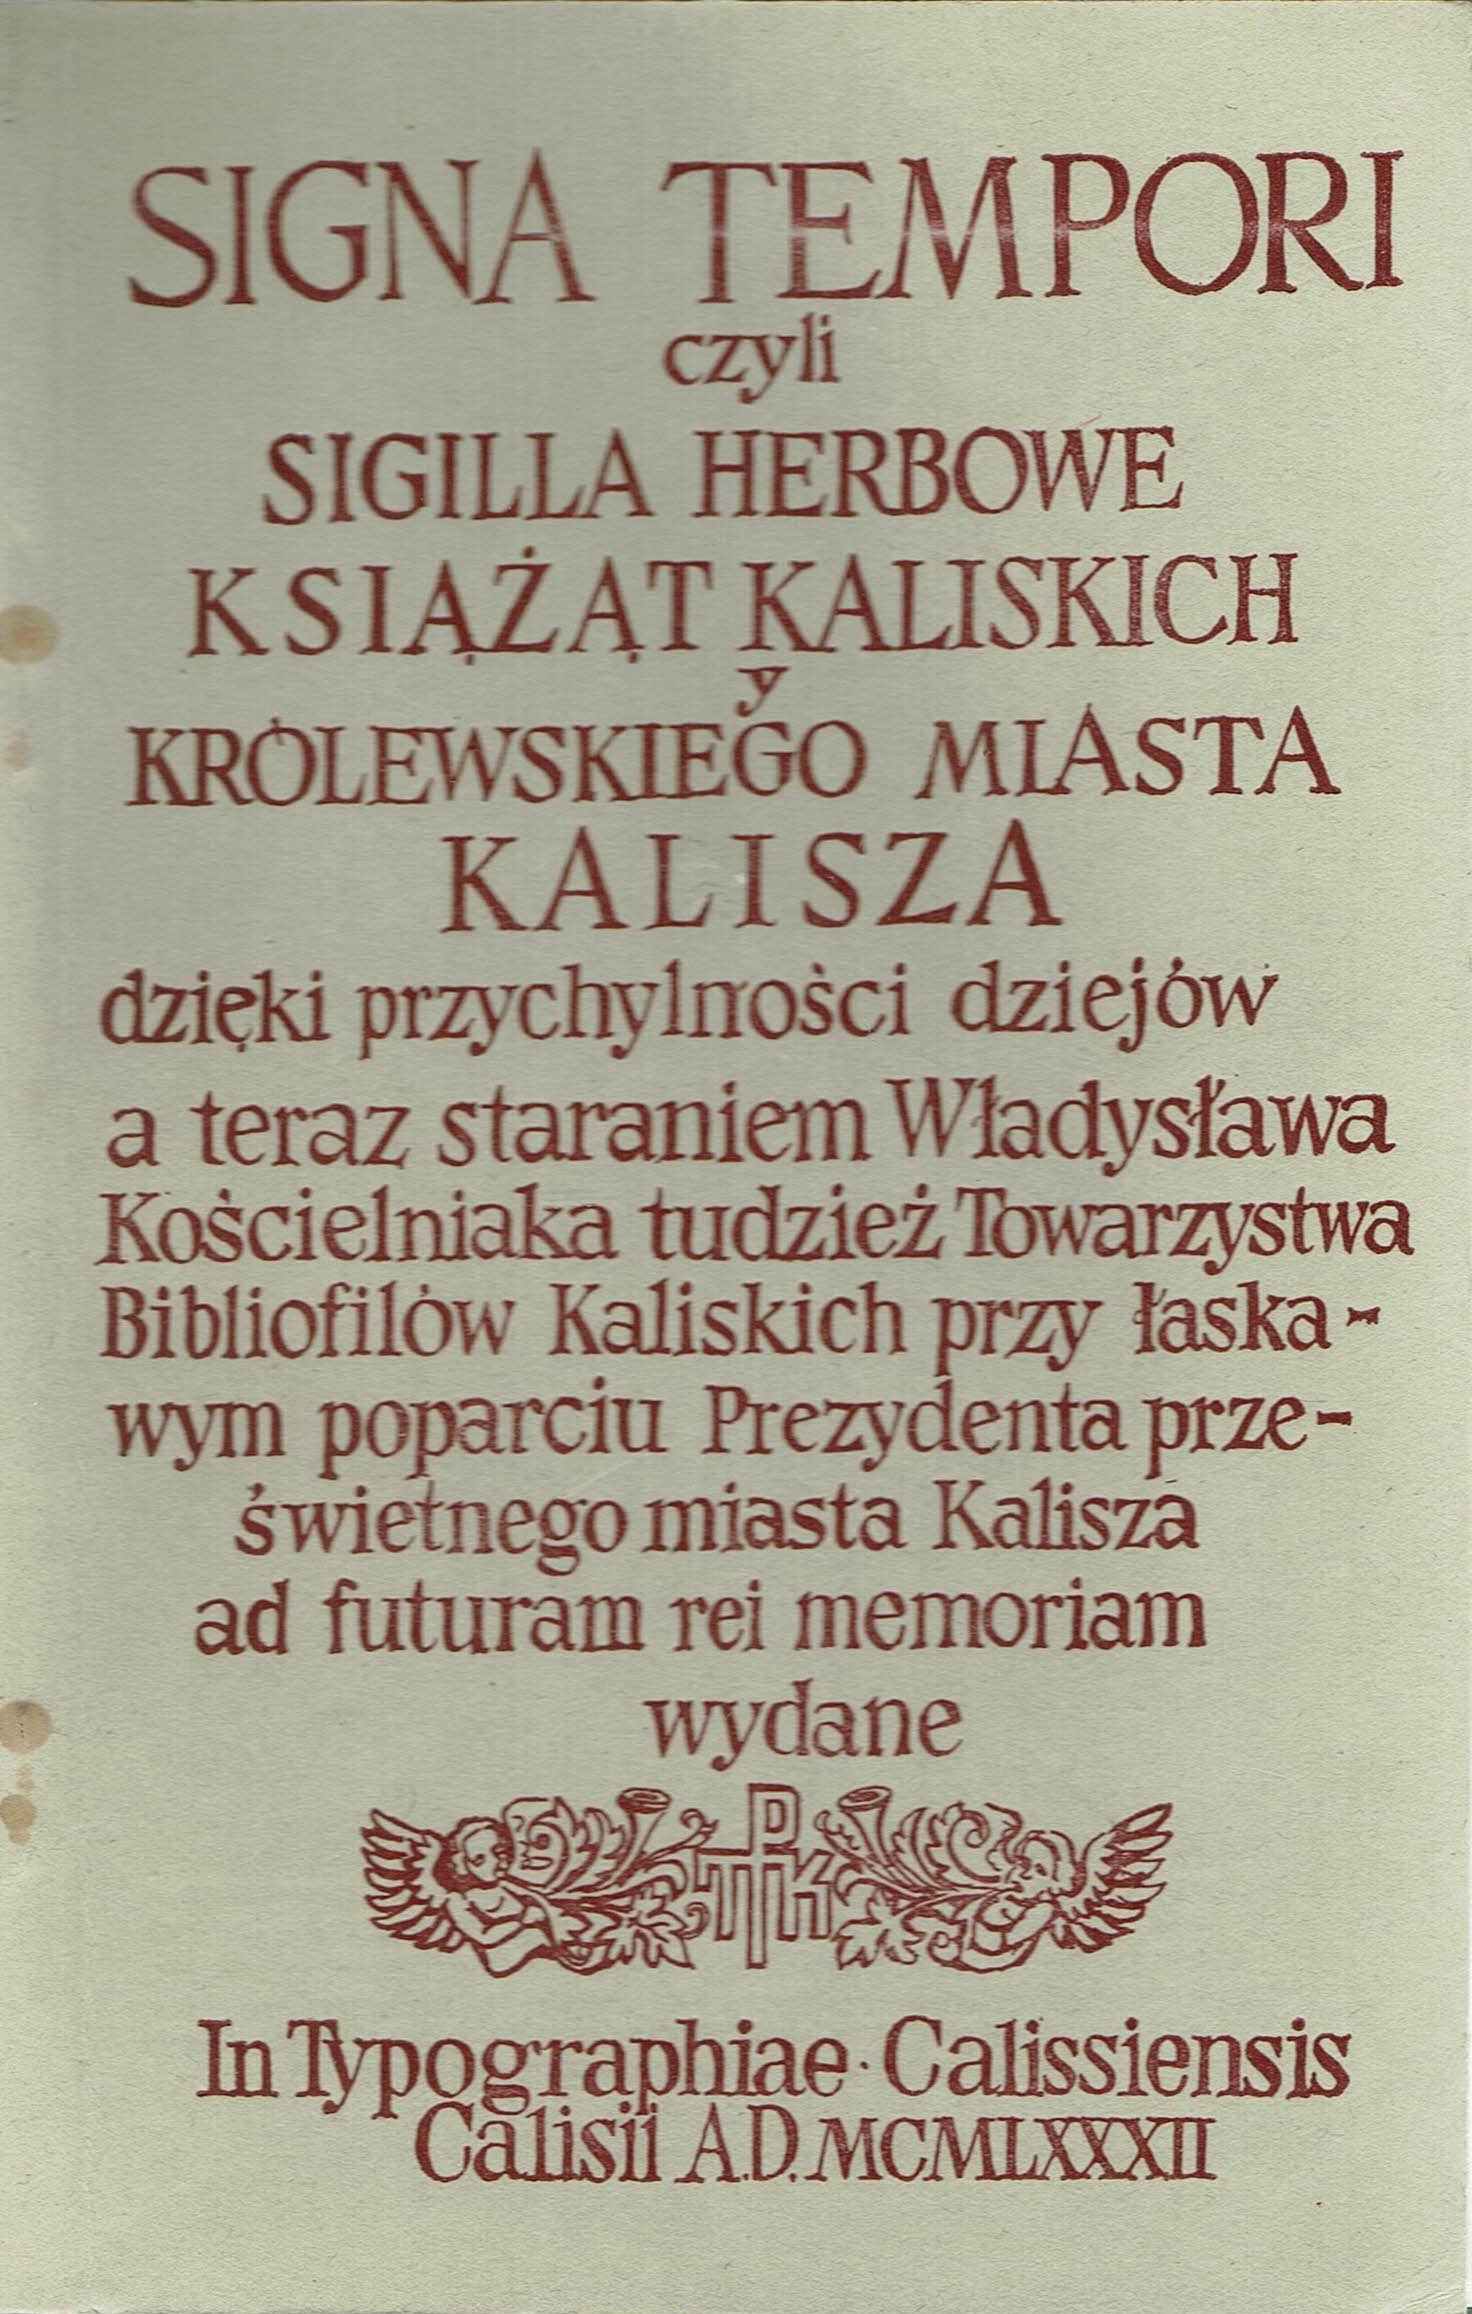 SIGNA TEMPORI
czyli
SIGILLA HERBOWE
KSIĄŻĄT KALISKICH
y
KRÓLEWSKIEGO MIASTA
KALISZA
dzięki przychylności dziejów
a teraz staraniem Władysława
Kościelniaka tudzież Towarzystwa
Bibliofilów Kaliskich przy łaska-
wym poparciu Prezydenta prze-
świetnego miasta Kalisza
ad futuram rei memoriam
wydane
TPK
In Typographiae · Calissiensis
Calisii A.D. MCMLXXXII